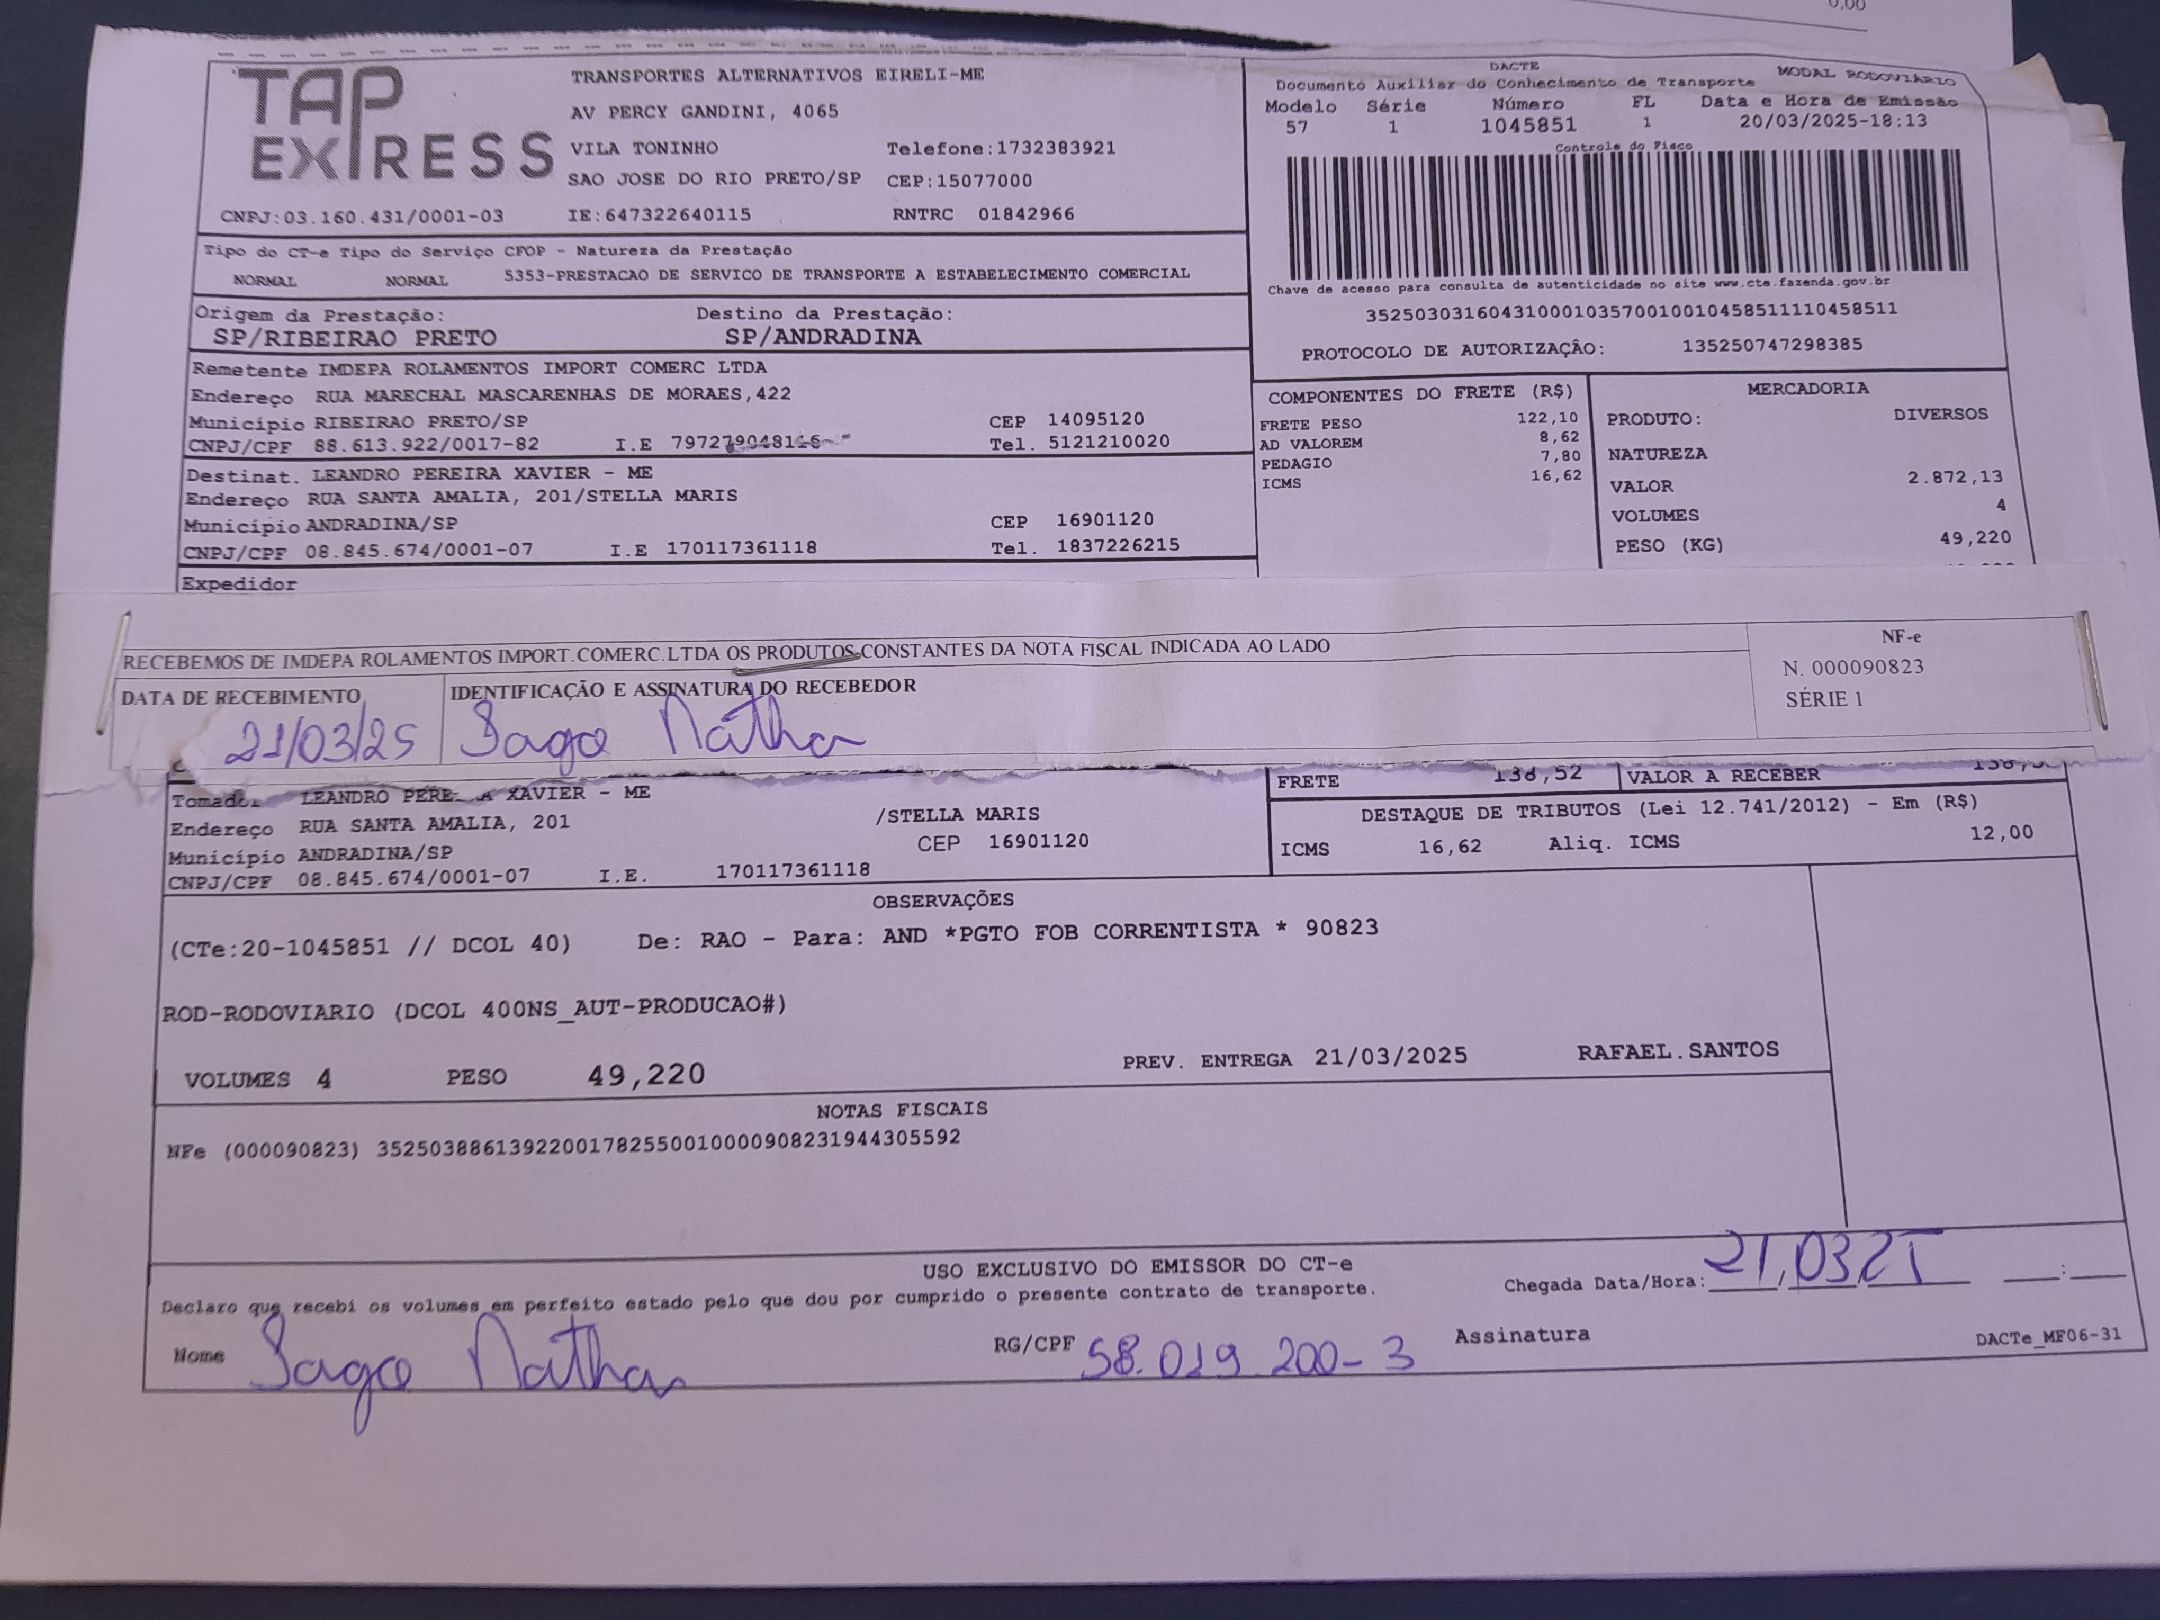 0,00
TAP EXPRESS
TRANSPORTES ALTERNATIVOS EIRELI-ME
AV PERCY GANDINI, 4065
VILA TONINHO Telefone:1732383921
SAO JOSE DO RIO PRETO/SP CEP:15077000
CNPJ:03.160.431/0001-03 IE:647322640115 RNTRC 01842966
DACTE MODAL RODOVIÁRIO
Documento Auxiliar do Conhecimento de Transporte
Modelo Série Número FL Data e Hora de Emissão
57 1 1045851 1 20/03/2025-18:13
Controle do Fisco
Chave de acesso para consulta de autenticidade no site www.cte.fazenda.gov.br
35250303160431000103570010010458511110458511
PROTOCOLO DE AUTORIZAÇÃO: 135250747298385
Tipo do CT-e Tipo do Serviço CFOP - Natureza da Prestação
NORMAL NORMAL 5353-PRESTACAO DE SERVICO DE TRANSPORTE A ESTABELECIMENTO COMERCIAL
Origem da Prestação: Destino da Prestação:
SP/RIBEIRAO PRETO SP/ANDRADINA
Remetente IMDEPA ROLAMENTOS IMPORT COMERC LTDA
Endereço RUA MARECHAL MASCARENHAS DE MORAES,422
Município RIBEIRAO PRETO/SP CEP 14095120
CNPJ/CPF 88.613.922/0017-82 I.E 797279048116 Tel. 5121210020
Destinat. LEANDRO PEREIRA XAVIER - ME
Endereço RUA SANTA AMALIA, 201/STELLA MARIS
Município ANDRADINA/SP CEP 16901120
CNPJ/CPF 08.845.674/0001-07 I.E 170117361118 Tel. 1837226215
Expedidor
COMPONENTES DO FRETE (R$)
FRETE PESO 122,10
AD VALOREM 8,62
PEDAGIO 7,80
ICMS 16,62
MERCADORIA
PRODUTO: DIVERSOS
NATUREZA
VALOR 2.872,13
VOLUMES 4
PESO (KG) 49,220
RECEBEMOS DE IMDEPA ROLAMENTOS IMPORT.COMERC.LTDA OS PRODUTOS CONSTANTES DA NOTA FISCAL INDICADA AO LADO
DATA DE RECEBIMENTO IDENTIFICAÇÃO E ASSINATURA DO RECEBEDOR
21/03/25
NF-e
N. 000090823
SÉRIE 1
FRETE 138,52 VALOR A RECEBER
Tomador LEANDRO PEREIRA XAVIER - ME
Endereço RUA SANTA AMALIA, 201 /STELLA MARIS
Município ANDRADINA/SP CEP 16901120
CNPJ/CPF 08.845.674/0001-07 I.E. 170117361118
DESTAQUE DE TRIBUTOS (Lei 12.741/2012) - Em (R$)
ICMS 16,62 Aliq. ICMS 12,00
OBSERVAÇÕES
(CTe:20-1045851 // DCOL 40) De: RAO - Para: AND *PGTO FOB CORRENTISTA * 90823
ROD-RODOVIARIO (DCOL 400NS_AUT-PRODUCAO#)
VOLUMES 4 PESO 49,220 PREV. ENTREGA 21/03/2025 RAFAEL.SANTOS
NOTAS FISCAIS
NFe (000090823) 35250388613922001782550010000908231944305592
USO EXCLUSIVO DO EMISSOR DO CT-e
Declaro que recebi os volumes em perfeito estado pelo que dou por cumprido o presente contrato de transporte.
Chegada Data/Hora: 21/03/25
Nome RG/CPF 58.019.200-3 Assinatura
DACTe_MF06-31